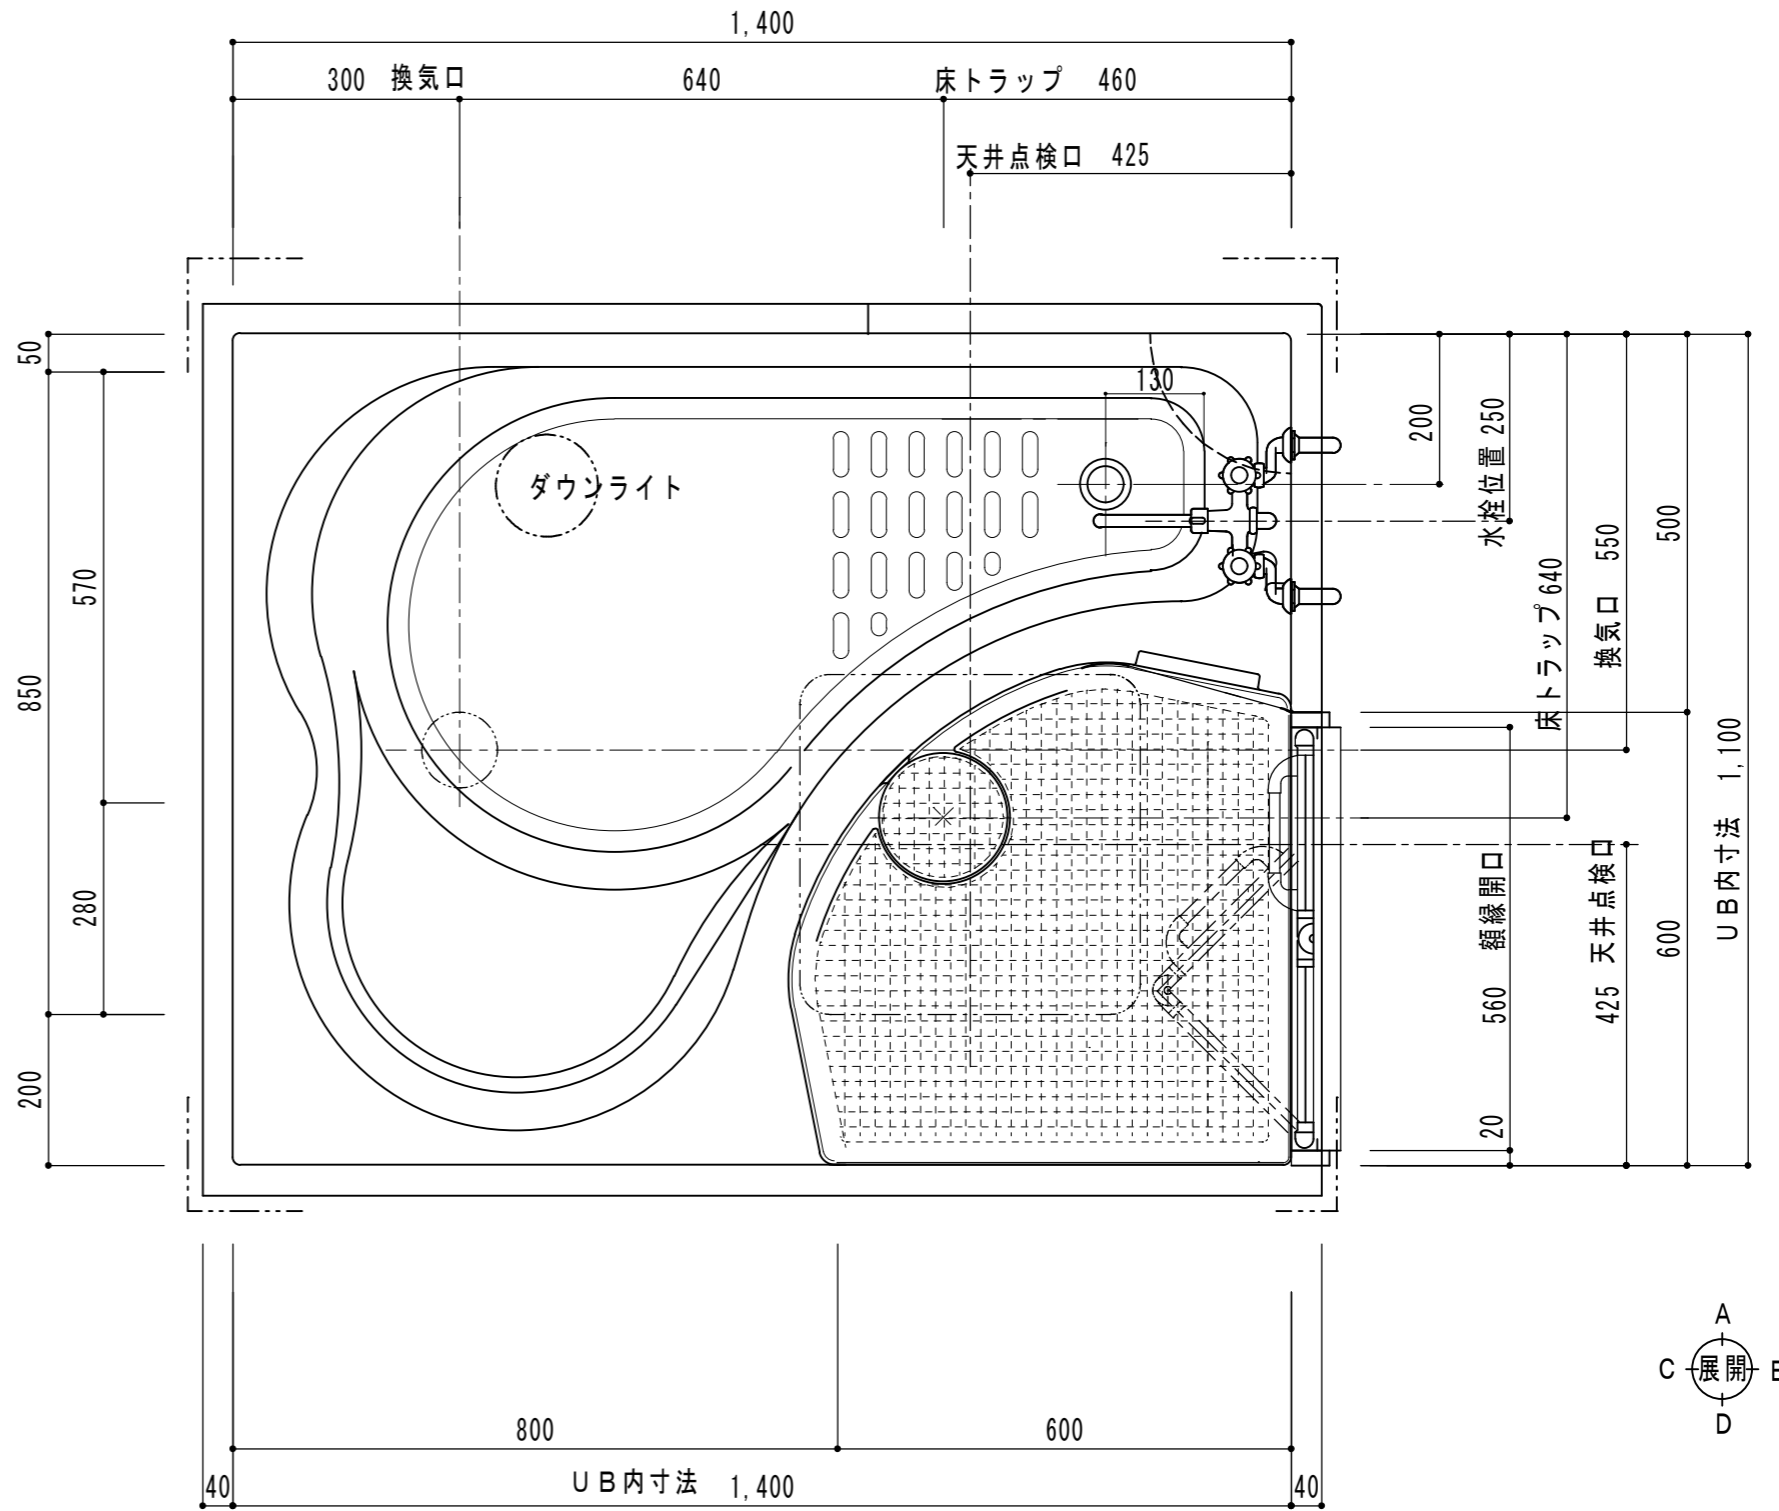 1,400
300 換気口 640 床トラップ 460
天井点検口 425
50
570
850
280
200
130
200
水栓位置 250
床トラップ 640
換気口 550
500
UB内寸法 1,100
ダウンライト
560 額縁開口
20
425 天井点検口
600
A
C 展開
D
800 600
40 UB内寸法 1,400 40